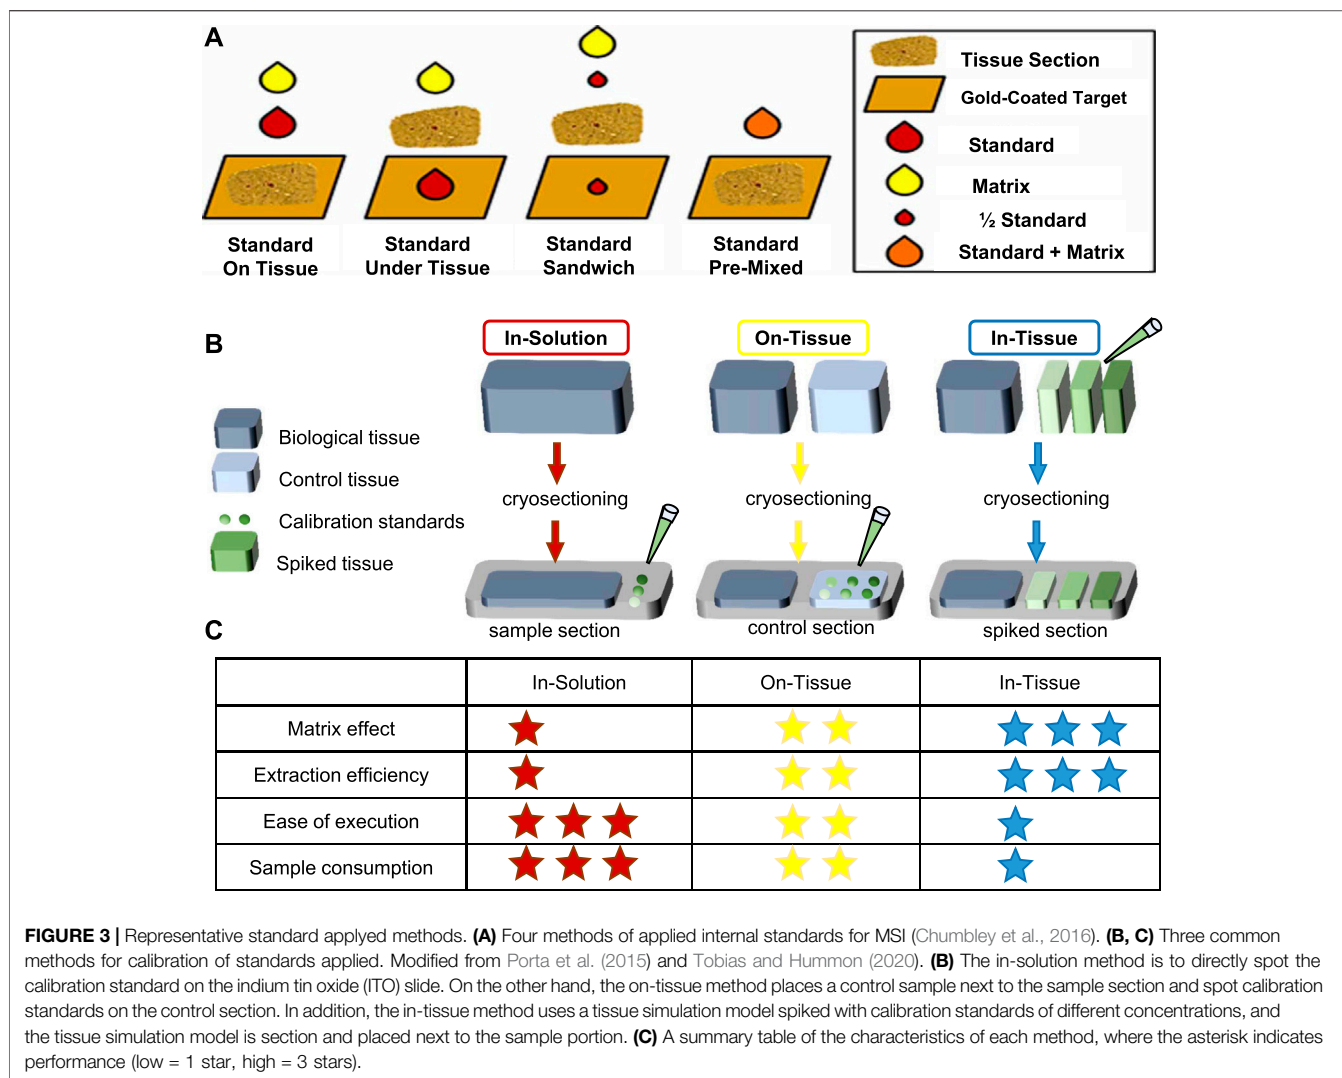 A
Standard
On Tissue
Standard
Under Tissue
Standard
Sandwich
Standard
Pre-Mixed
Tissue Section
Gold-Coated Target
Standard
Matrix
½ Standard
Standard + Matrix
B
In-Solution
On-Tissue
In-Tissue
Biological tissue
Control tissue
Calibration standards
Spiked tissue
cryosectioning
cryosectioning
cryosectioning
sample section
control section
spiked section
C
In-Solution
On-Tissue
In-Tissue
Matrix effect
Extraction efficiency
Ease of execution
Sample consumption
FIGURE 3 | Representative standard applyed methods. (A) Four methods of applied internal standards for MSI (Chumbley et al., 2016). (B, C) Three common
methods for calibration of standards applied. Modified from Porta et al. (2015) and Tobias and Hummon (2020). (B) The in-solution method is to directly spot the
calibration standard on the indium tin oxide (ITO) slide. On the other hand, the on-tissue method places a control sample next to the sample section and spot calibration
standards on the control section. In addition, the in-tissue method uses a tissue simulation model spiked with calibration standards of different concentrations, and
the tissue simulation model is section and placed next to the sample portion. (C) A summary table of the characteristics of each method, where the asterisk indicates
performance (low = 1 star, high = 3 stars).